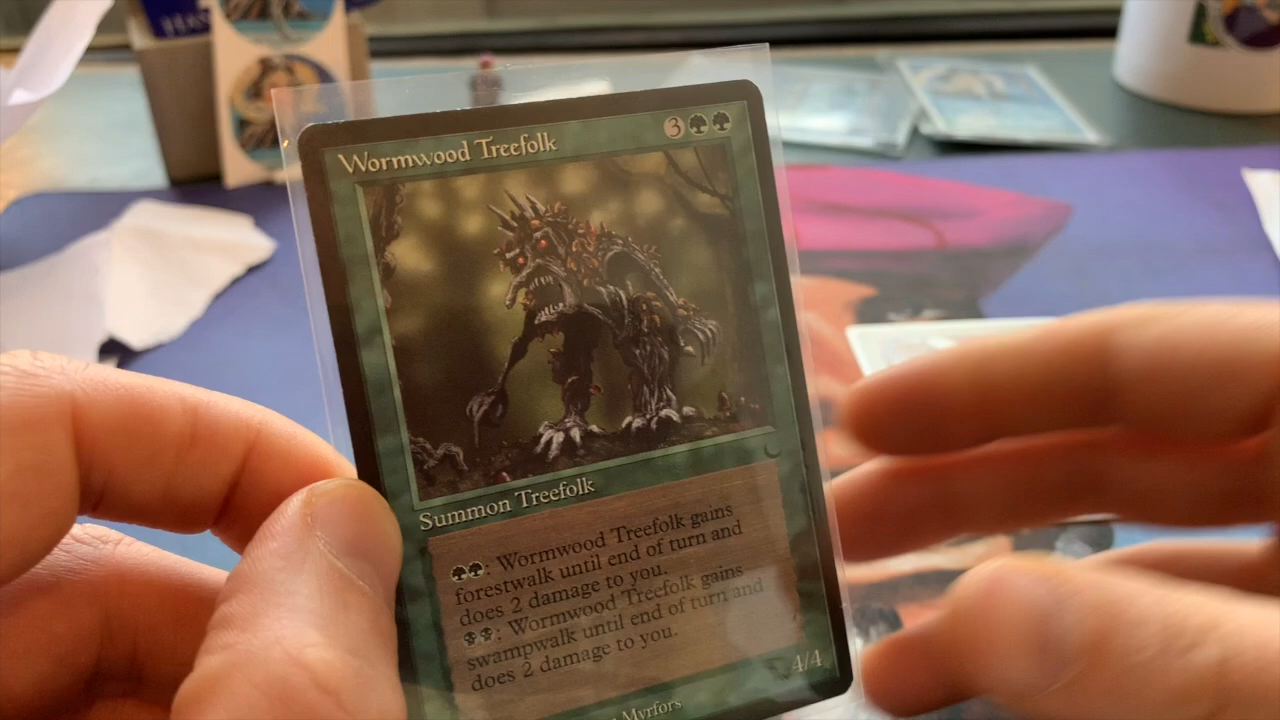 Wormwood Treefolk 3
Summon Treefolk
: Wormwood Treefolk gains
forestwalk until end of turn and
does 2 damage to you.
: Wormwood Treefolk gains
swampwalk until end of turn and
does 2 damage to you.
4/4
Myrfors